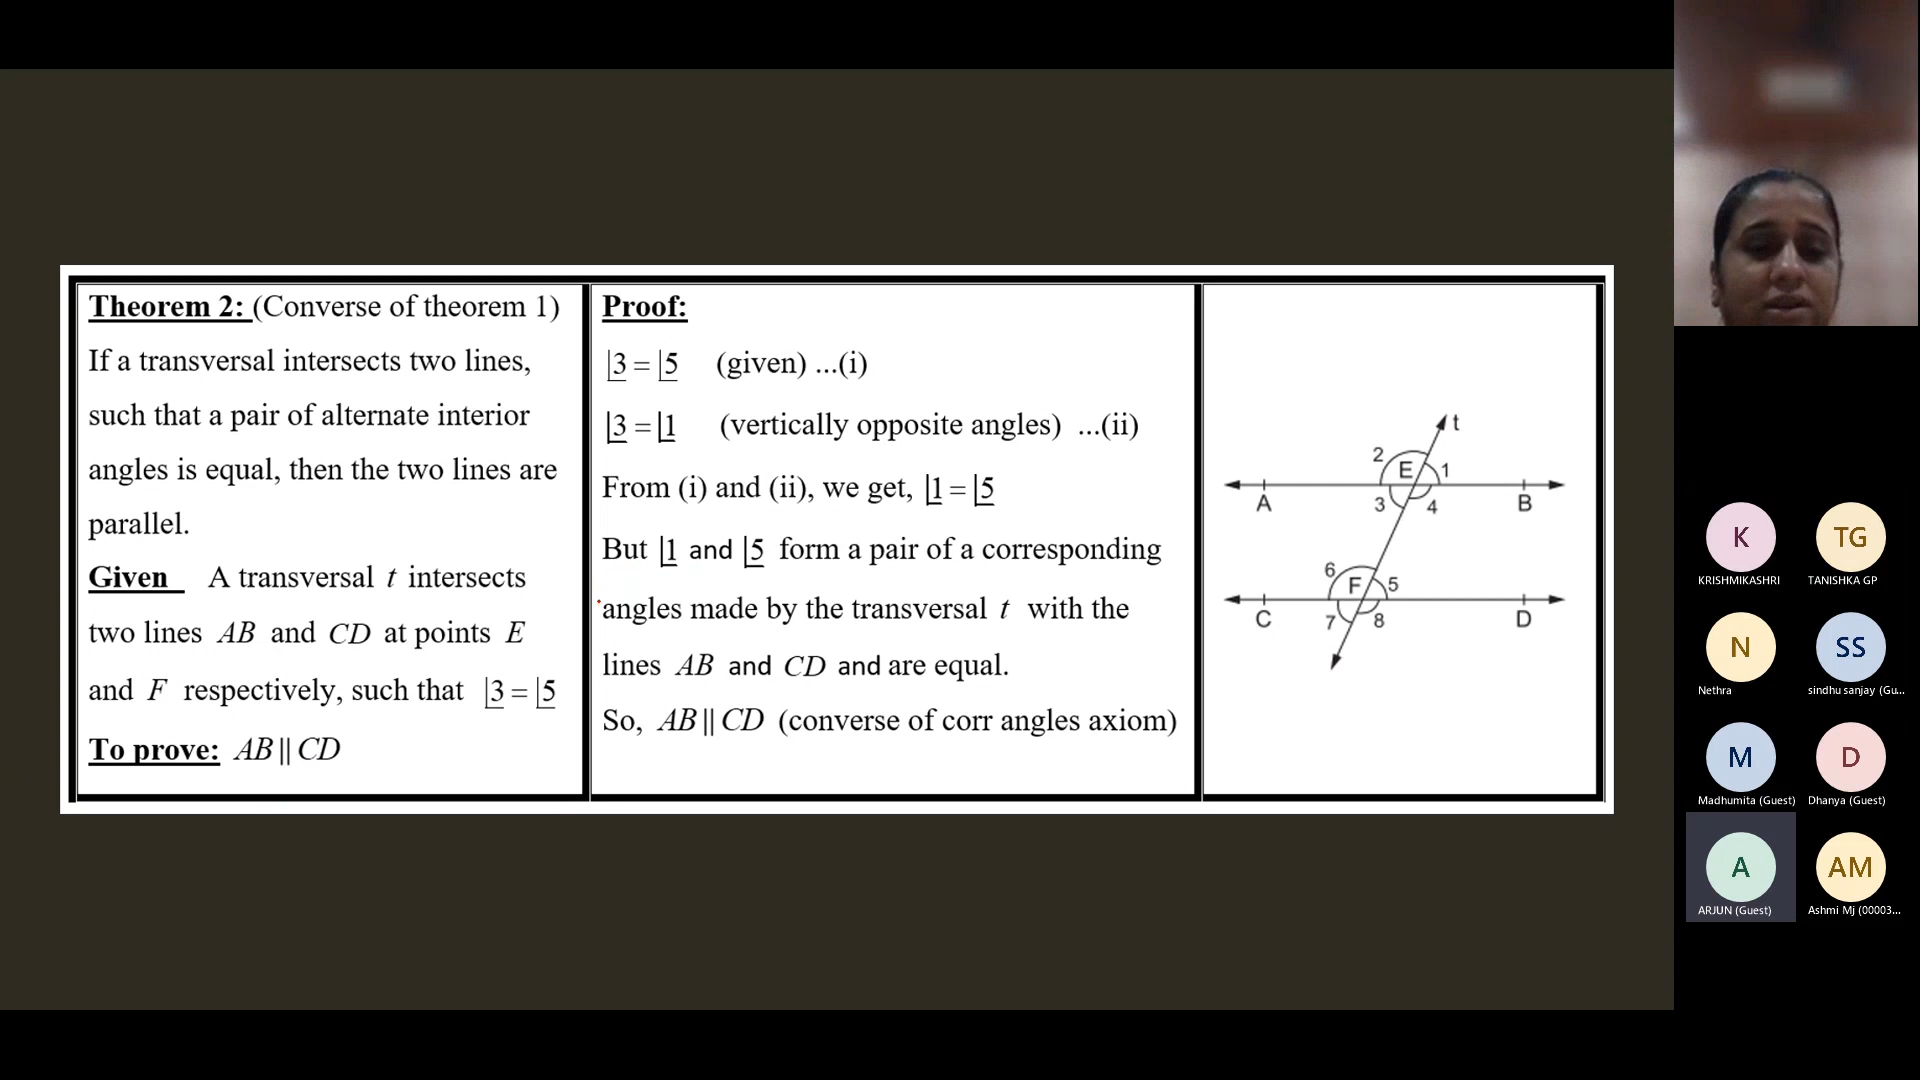 Theorem 2: (Converse of theorem 1)
If a transversal intersects two lines,
such that a pair of alternate interior
angles is equal, then the two lines are
parallel.
Given A transversal t intersects
two lines AB and CD at points E
and F respectively, such that ⌊3 = ⌊5
To prove: AB || CD
Proof:
⌊3 = ⌊5 (given) ...(i)
⌊3 = ⌊1 (vertically opposite angles) ...(ii)
From (i) and (ii), we get, ⌊1 = ⌊5
But ⌊1 and ⌊5 form a pair of a corresponding
angles made by the transversal t with the
lines AB and CD and are equal.
So, AB || CD (converse of corr angles axiom)
t
2 E 1
A 3 4 B
6 F 5
C 7 8 D
K TG
KRISHMIKASHRI TANISHKA GP
N SS
Nethra sindhu sanjay (Gu...
M D
Madhumita (Guest) Dhanya (Guest)
A AM
ARJUN (Guest) Ashmi Mj (00003...